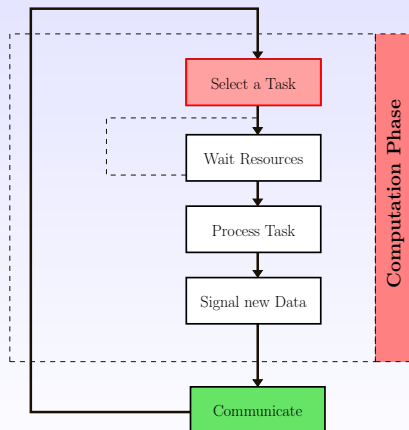 Select a Task
Wait Resources
Process Task
Signal new Data
Communicate
Computation Phase